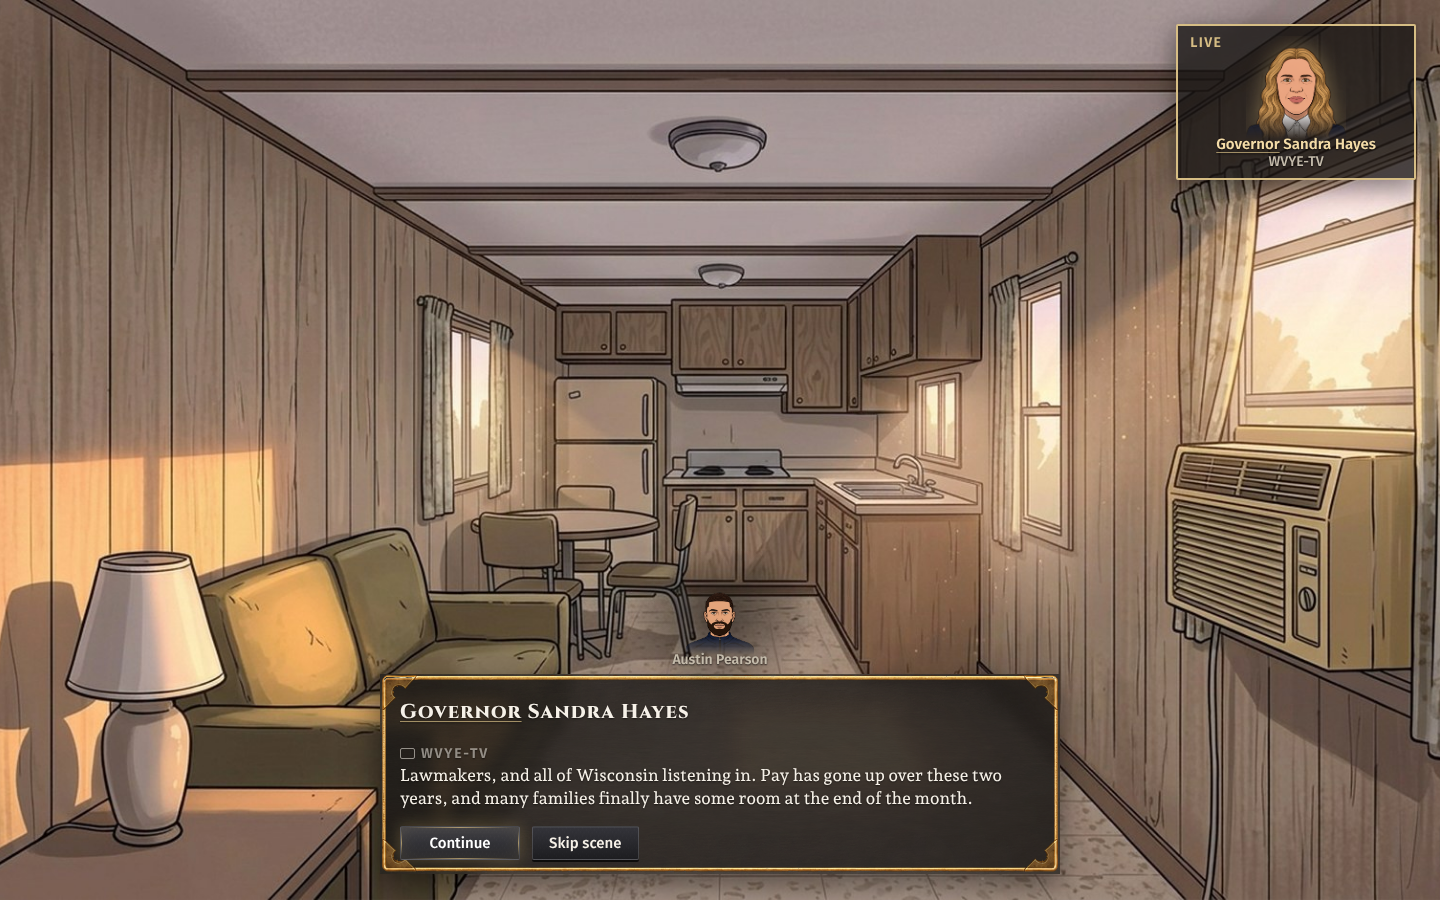 LIVE
Governor Sandra Hayes
WVYE-TV
Austin Pearson
Governor Sandra Hayes
WVYE-TV
Lawmakers, and all of Wisconsin listening in. Pay has gone up over these two
years, and many families finally have some room at the end of the month.
Continue
Skip scene